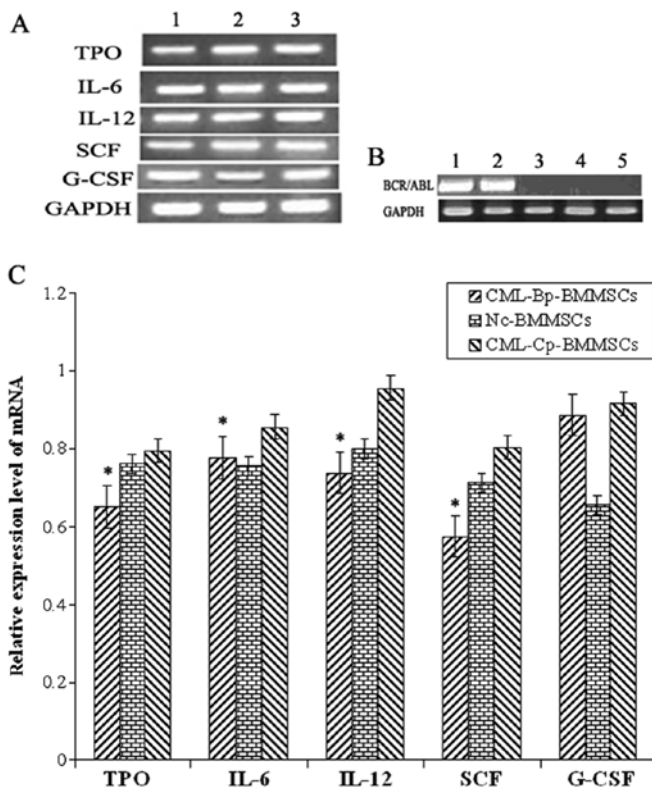 A
1 2 3
TPO
IL-6
IL-12
SCF
G-CSF
GAPDH
B
1 2 3 4 5
BCR/ABL
GAPDH
C
Relative expression level of mRNA
1.2
1
0.8
0.6
0.4
0.2
0
CML-Bp-BMMSCs
Nc-BMMSCs
CML-Cp-BMMSCs
* * * *
TPO IL-6 IL-12 SCF G-CSF